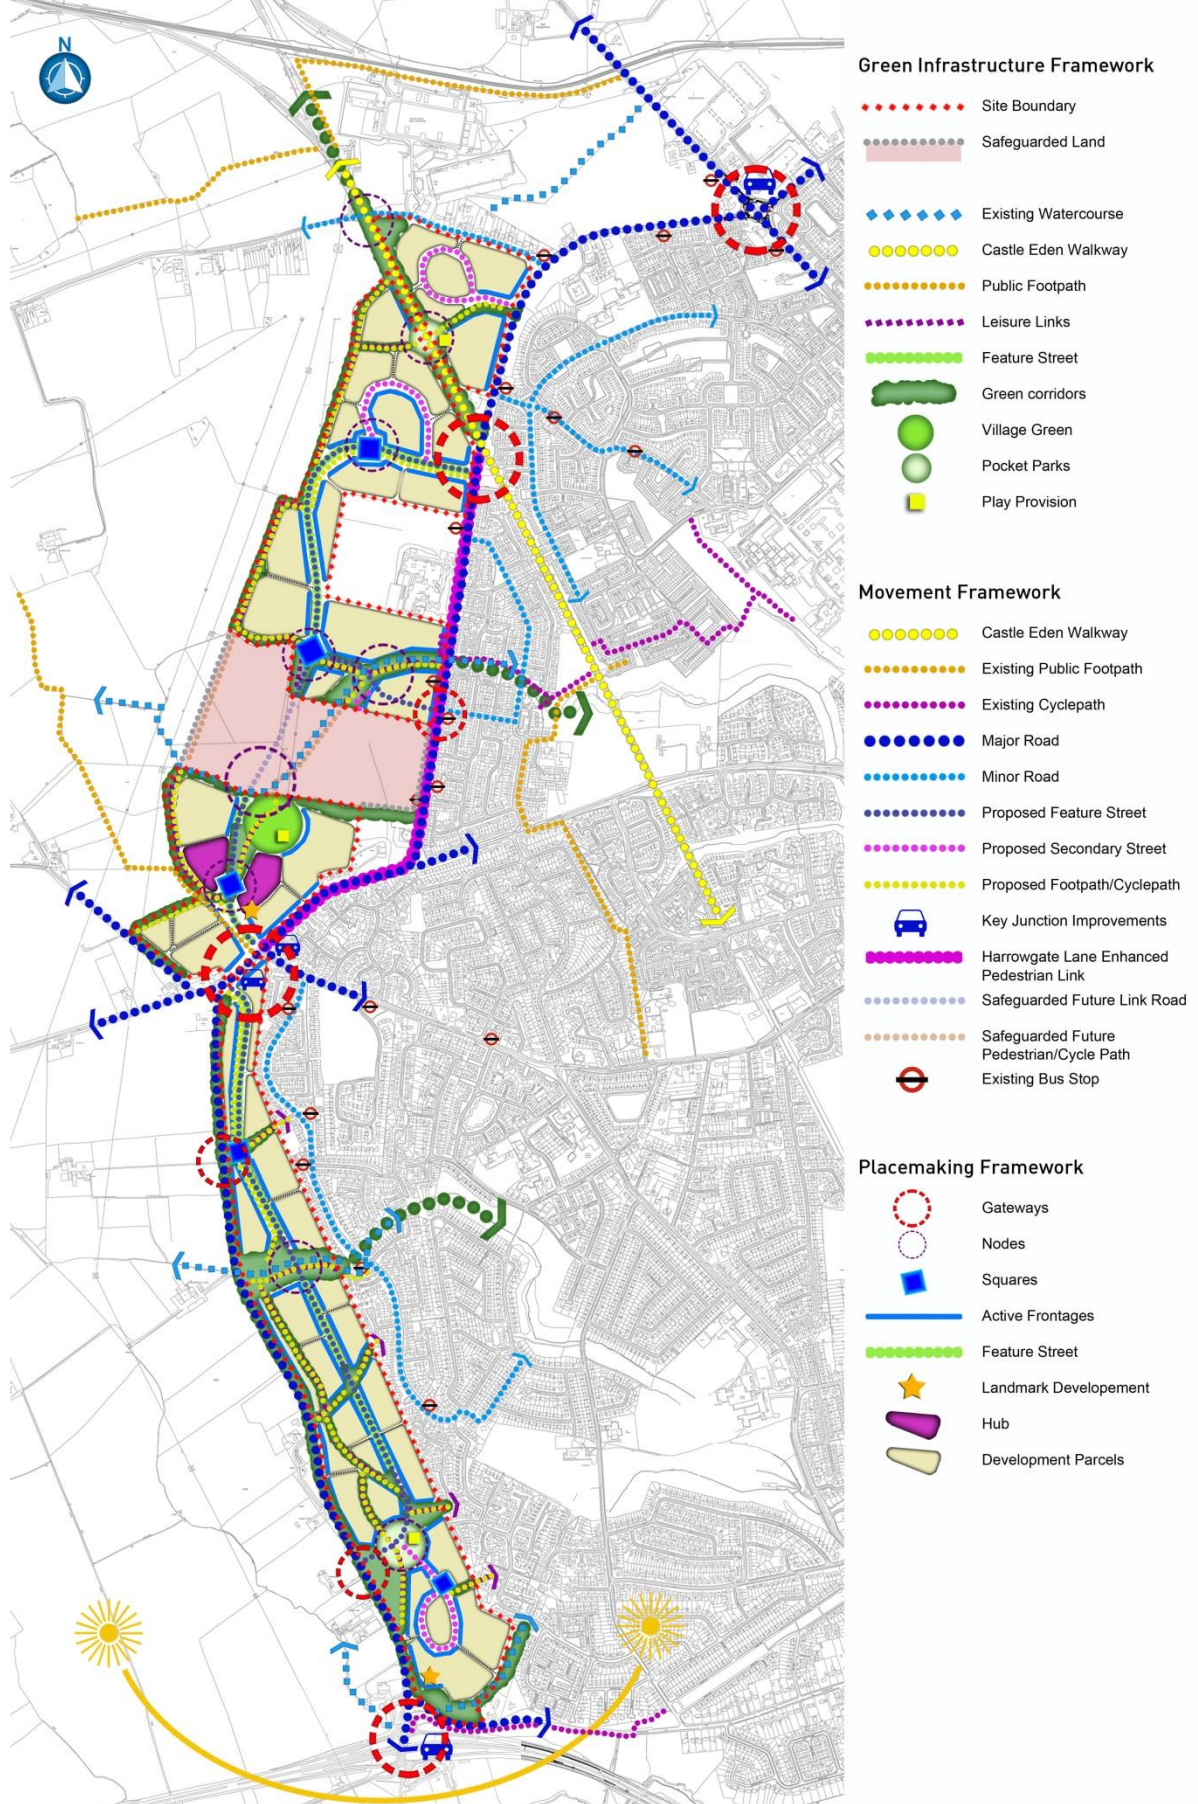 N
Green Infrastructure Framework
Site Boundary
Safeguarded Land
Existing Watercourse
Castle Eden Walkway
Public Footpath
Leisure Links
Feature Street
Green corridors
Village Green
Pocket Parks
Play Provision
Movement Framework
Castle Eden Walkway
Existing Public Footpath
Existing Cyclepath
Major Road
Minor Road
Proposed Feature Street
Proposed Secondary Street
Proposed Footpath/Cyclepath
Key Junction Improvements
Harrowgate Lane Enhanced
Pedestrian Link
Safeguarded Future Link Road
Safeguarded Future
Pedestrian/Cycle Path
Existing Bus Stop
Placemaking Framework
Gateways
Nodes
Squares
Active Frontages
Feature Street
Landmark Developement
Hub
Development Parcels